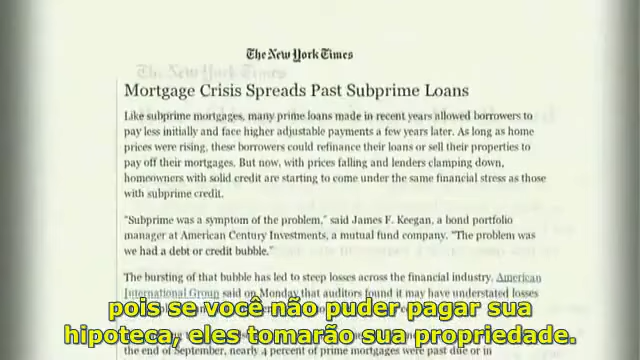 The New York Times
Mortgage Crisis Spreads Past Subprime Loans
Like subprime mortgages, many prime loans made in recent years allowed borrowers to
pay less initially and face higher adjustable payments a few years later. As long as home
prices were rising, these borrowers could refinance their loans or sell their properties to
pay off their mortgages. But now, with prices falling and lenders clamping down,
homeowners with solid credit are starting to come under the same financial stress as those
with subprime credit.
"Subprime was a symptom of the problem," said James F. Keegan, a bond portfolio
manager at American Century Investments, a mutual fund company. "The problem was
we had a debt or credit bubble."
The bursting of that bubble has led to steep losses across the financial industry. American
International Group said on Monday that auditors found it may have understated losses
pois se você não puder pagar sua
hipoteca, eles tomarão sua propriedade.
the end of September, nearly 4 percent of prime mortgages were past due or in